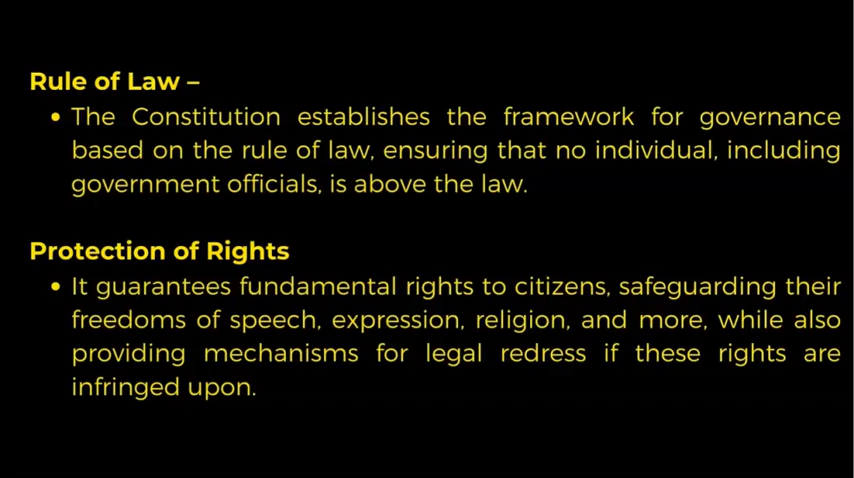 Rule of Law –
• The Constitution establishes the framework for governance
based on the rule of law, ensuring that no individual, including
government officials, is above the law.
Protection of Rights
• It guarantees fundamental rights to citizens, safeguarding their
freedoms of speech, expression, religion, and more, while also
providing mechanisms for legal redress if these rights are
infringed upon.